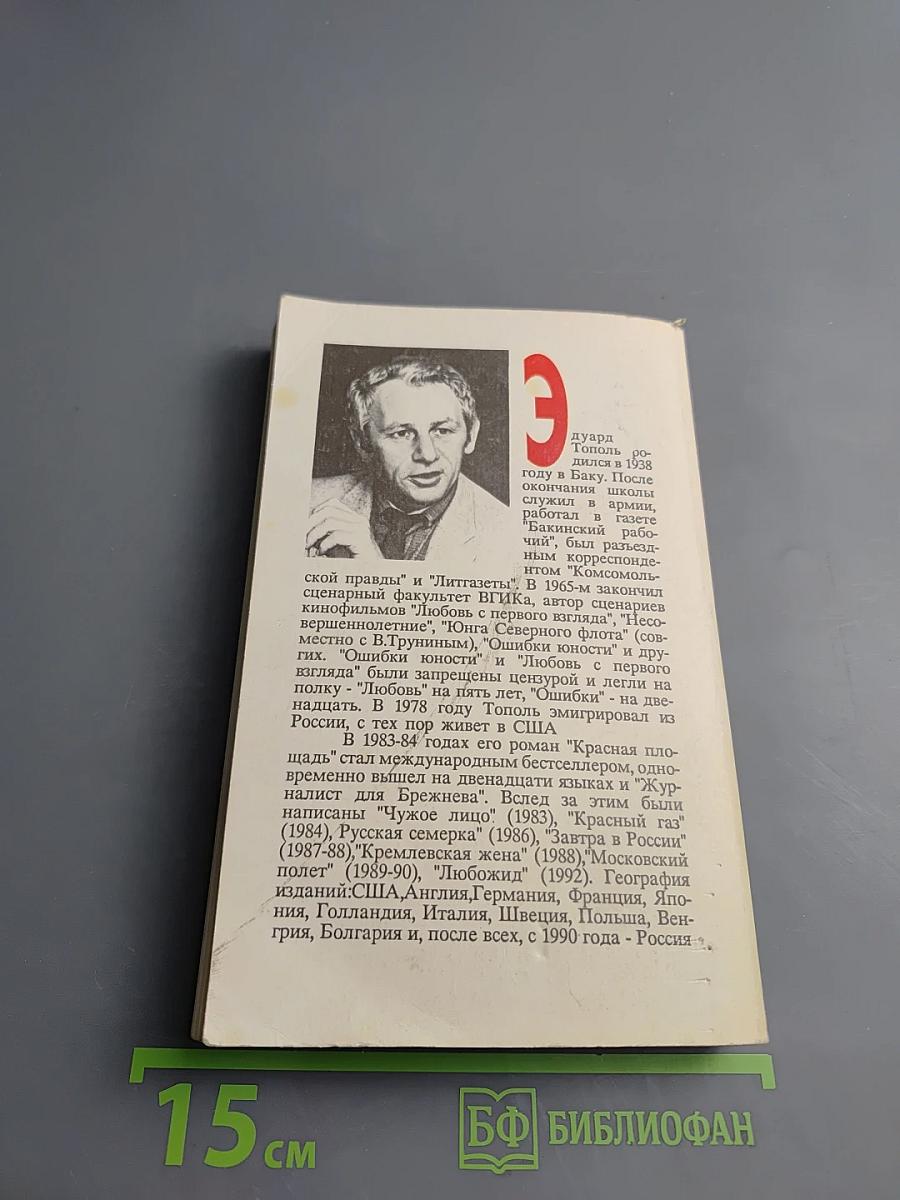 Эдуард
Тополь ро-
дился в 1938
году в Баку. После
окончания школы
служил в армии,
работал в газете
"Бакинский рабо-
чий", был разъезд-
ным корреспонде-
нтом "Комсомоль-
ской правды" и "Литгазеты". В 1965-м закончил
сценарный факультет ВГИКа, автор сценариев
кинофильмов "Любовь с первого взгляда", "Несо-
вершеннолетние", "Юнга Северного флота" (сов-
местно с В.Труниным), "Ошибки юности" и дру-
гих. "Ошибки юности" и "Любовь с первого
взгляда" были запрещены цензурой и легли на
полку - "Любовь" на пять лет, "Ошибки" - на две-
надцать. В 1978 году Тополь эмигрировал из
России, с тех пор живет в США
В 1983-84 годах его роман "Красная пло-
щадь" стал международным бестселлером, одно-
временно вышел на двенадцати языках и "Жур-
налист для Брежнева". Вслед за этим были
написаны "Чужое лицо" (1983), "Красный газ"
(1984), Русская семерка" (1986), "Завтра в России"
(1987-88),"Кремлевская жена" (1988),"Московский
полет" (1989-90), "Любожид" (1992). География
изданий:США,Англия,Германия, Франция, Япо-
ния, Голландия, Италия, Швеция, Польша, Вен-
грия, Болгария и, после всех, с 1990 года - Россия
15 см
БФ БИБЛИОФАН